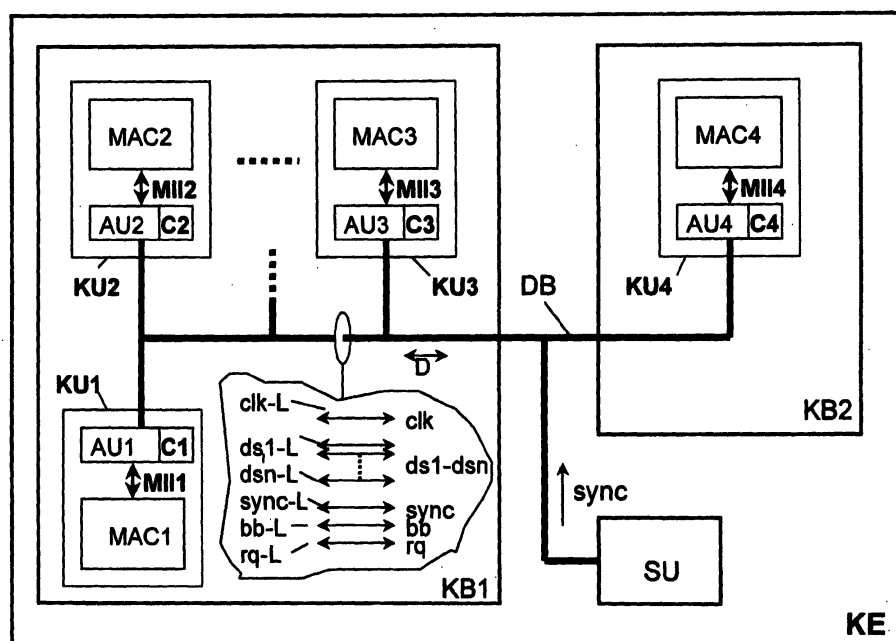 MAC2
MII2
AU2 C2
KU2
MAC3
MII3
AU3 C3
KU3
MAC4
MII4
AU4 C4
KU4
DB
D
KU1
AU1 C1
MII1
MAC1
clk-L clk
ds1-L
ds1-dsn
dsn-L
sync-L sync
bb-L bb
rq-L rq
KB1
KB2
sync
SU
KE